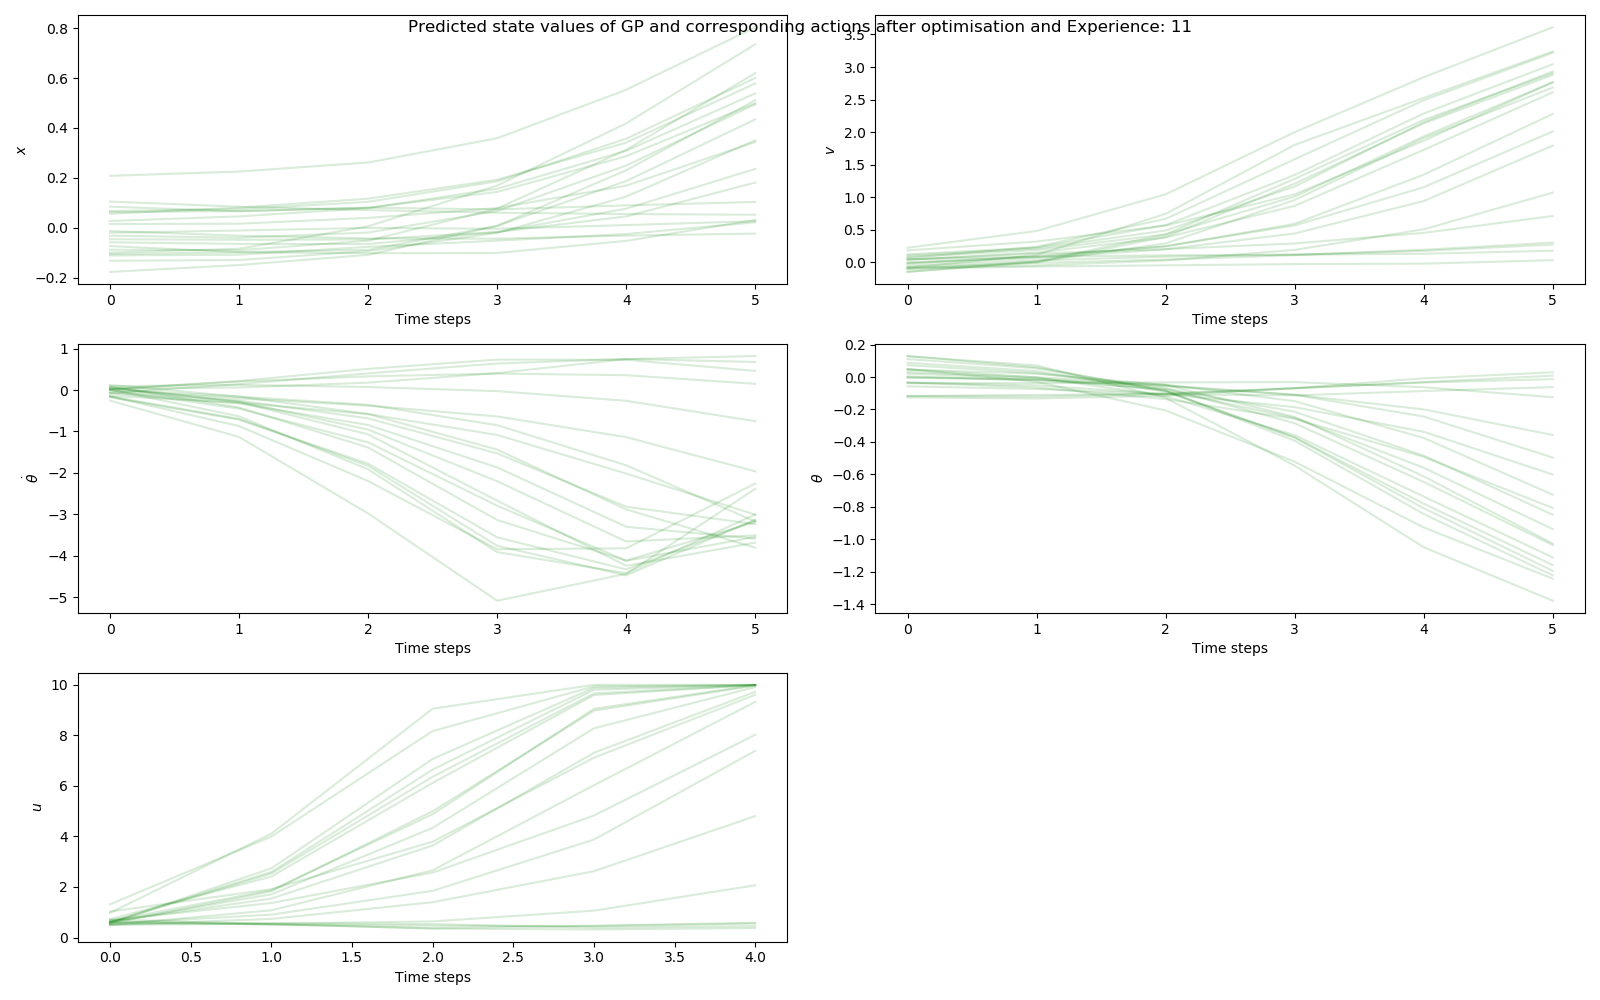 Predicted state values of GP and corresponding actions after optimisation and Experience: 11
0.8
0.6
0.4
0.2
0.0
−0.2
x
0 1 2 3 4 5
Time steps
3.5
3.0
2.5
2.0
1.5
1.0
0.5
0.0
v
0 1 2 3 4 5
Time steps
1
0
−1
−2
−3
−4
−5
θ̇
0 1 2 3 4 5
Time steps
0.2
0.0
−0.2
−0.4
−0.6
−0.8
−1.0
−1.2
−1.4
θ
0 1 2 3 4 5
Time steps
10
8
6
4
2
0
u
0.0 0.5 1.0 1.5 2.0 2.5 3.0 3.5 4.0
Time steps